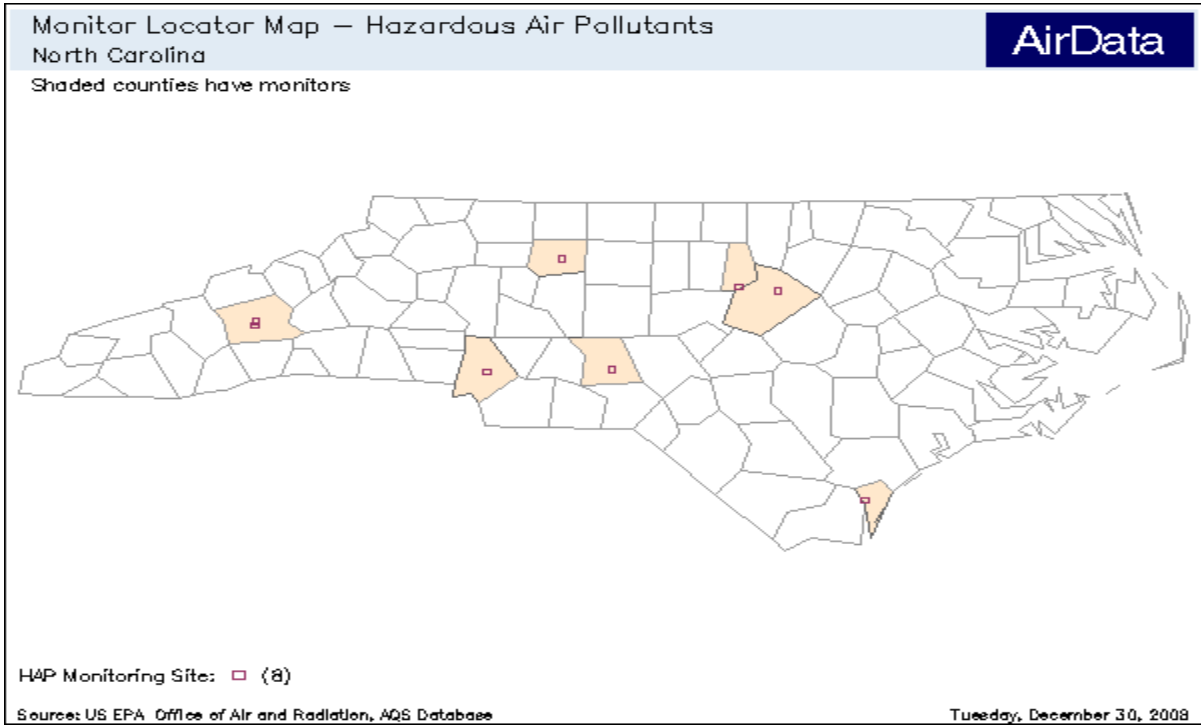 Monitor Locator Map – Hazardous Air Pollutants
North Carolina
AirData
Shaded counties have monitors
HAP Monitoring Site: (8)
Source: US EPA Office of Air and Radiation, AQS Database
Tuesday, December 30, 2008